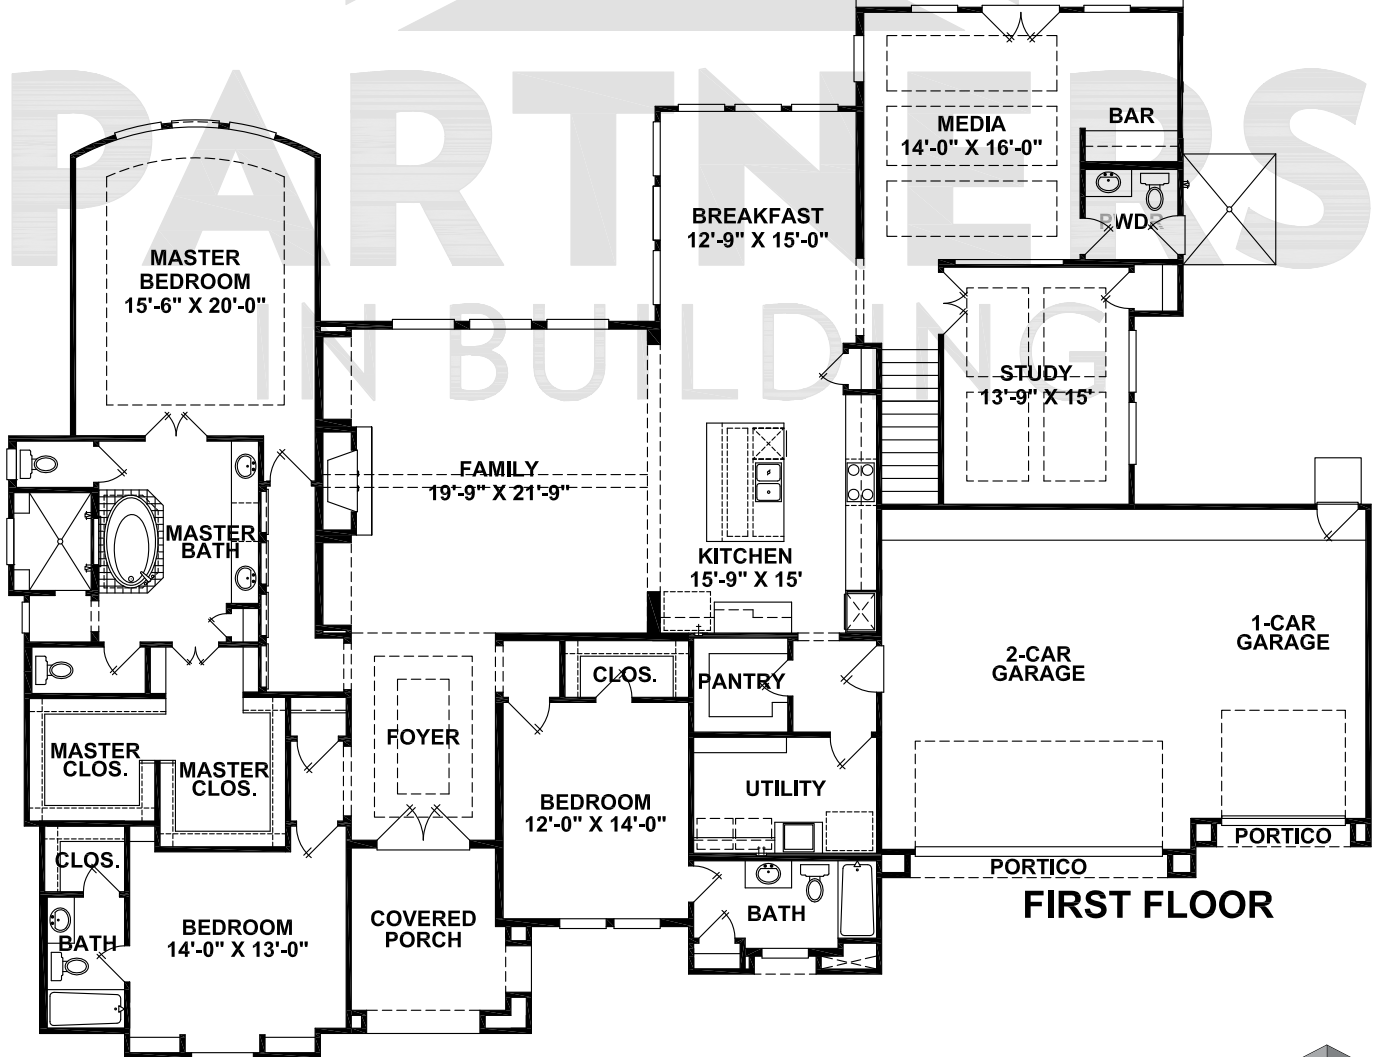 PARTNERS
IN BUILDING
MEDIA
14'-0" X 16'-0"
BAR
PWDR
BREAKFAST
12'-9" X 15'-0"
MASTER
BEDROOM
15'-6" X 20'-0"
STUDY
13'-9" X 15'
FAMILY
19'-9" X 21'-9"
MASTER
BATH
KITCHEN
15'-9" X 15'
1-CAR
GARAGE
2-CAR
GARAGE
CLOS.
PANTRY
FOYER
MASTER
CLOS.
MASTER
CLOS.
UTILITY
BEDROOM
12'-0" X 14'-0"
PORTICO
PORTICO
CLOS.
FIRST FLOOR
BATH
COVERED
PORCH
BEDROOM
14'-0" X 13'-0"
BATH